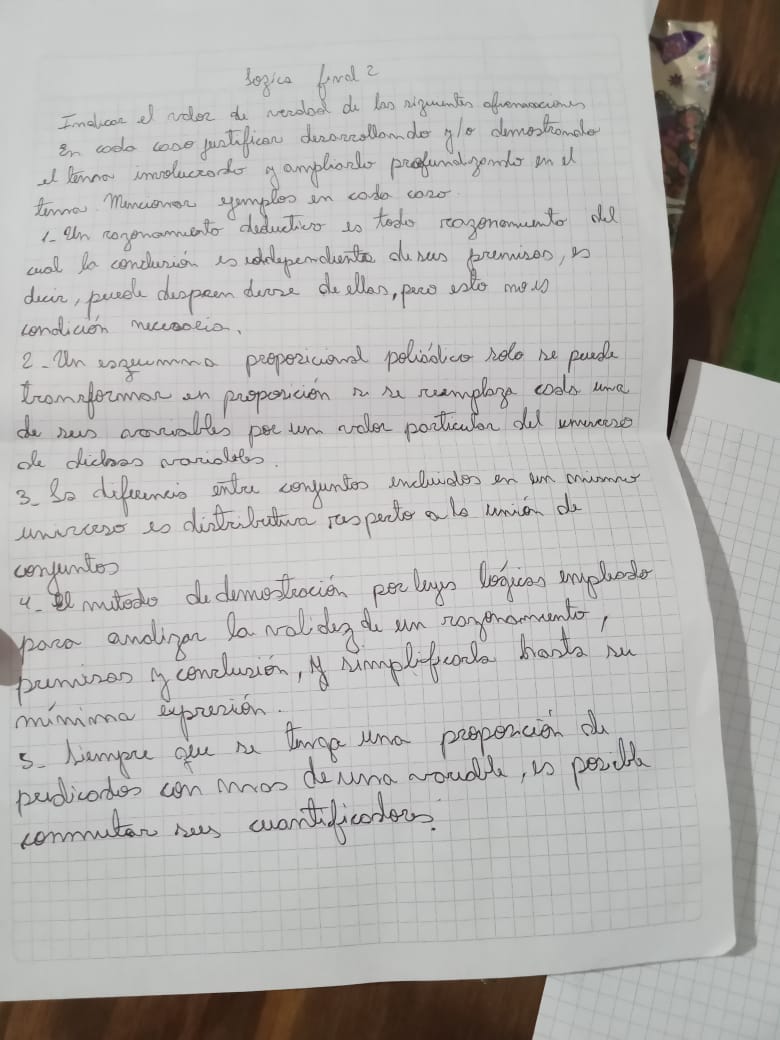 Logica final 2
Indicar el valor de verdad de las siguientes afirmaciones
En cada caso justificar desarrollando y/o demostrando
el tema involucrado y ampliarlo profundizando en el
tema. Mencionar ejemplos en cada caso.
1- Un razonamiento deductivo es todo razonamiento del
cual la conclusión es independiente de sus premisas, es
decir, puede desprenderse de ellas, pero esto no es
condición necesaria.
2- Un esquema proposicional poliádico solo se puede
transformar en proposición si se reemplaza cada una
de sus variables por un valor particular del universo
de dichas variables.
3- La diferencia entre conjuntos incluidos en un mismo
universo es distributiva respecto a la unión de
conjuntos
4- El metodo de demostración por leyes lógicas empleado
para analizar la validez de un razonamiento,
premisas y conclusión, y simplificarla hasta su
mínima expresión.
5- Siempre que se tenga una proposición de
predicados con mas de una variable, es posible
conmutar sus cuantificadores.